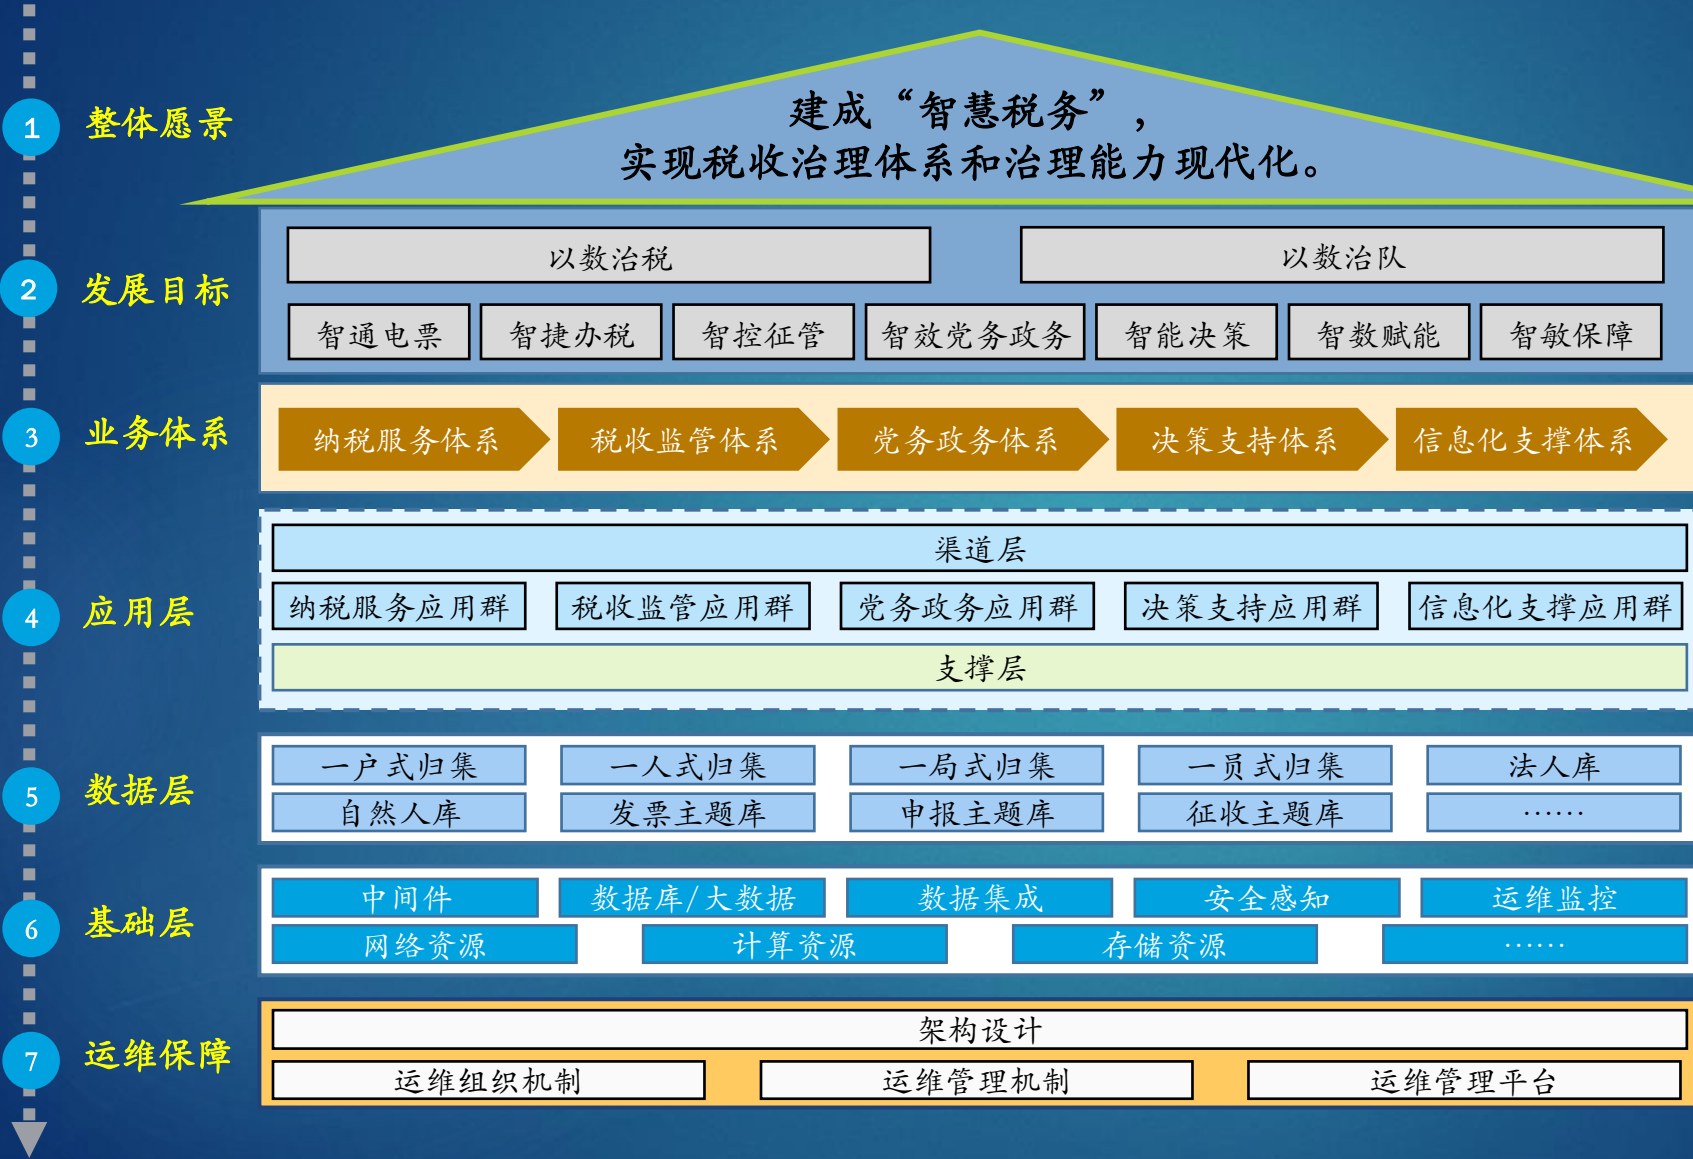 1
整体愿景
建成“智慧税务”，
实现税收治理体系和治理能力现代化。
2
发展目标
以数治税 以数治队
智通电票 智捷办税 智控征管 智效党务政务 智能决策 智数赋能 智敏保障
3
业务体系
纳税服务体系 税收监管体系 党务政务体系 决策支持体系 信息化支撑体系
4
应用层
渠道层
纳税服务应用群 税收监管应用群 党务政务应用群 决策支持应用群 信息化支撑应用群
支撑层
5
数据层
一户式归集 一人式归集 一局式归集 一员式归集 法人库
自然人库 发票主题库 申报主题库 征收主题库 ……
6
基础层
中间件 数据库/大数据 数据集成 安全感知 运维监控
网络资源 计算资源 存储资源 ……
7
运维保障
架构设计
运维组织机制 运维管理机制 运维管理平台